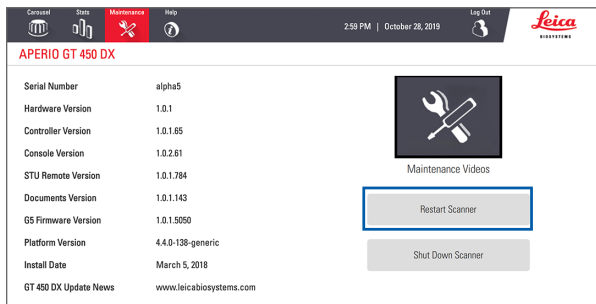 Carousel Stats Maintenance Help Log Out
2:59 PM | October 28, 2019
Leica
BIOSYSTEMS
APERIO GT 450 DX
Serial Number alpha5
Hardware Version 1.0.1
Controller Version 1.0.1.65
Console Version 1.0.2.61
STU Remote Version 1.0.1.784
Documents Version 1.0.1.143
G5 Firmware Version 1.0.1.5050
Platform Version 4.4.0-138-generic
Install Date March 5, 2018
GT 450 DX Update News www.leicabiosystems.com
Maintenance Videos
Restart Scanner
Shut Down Scanner